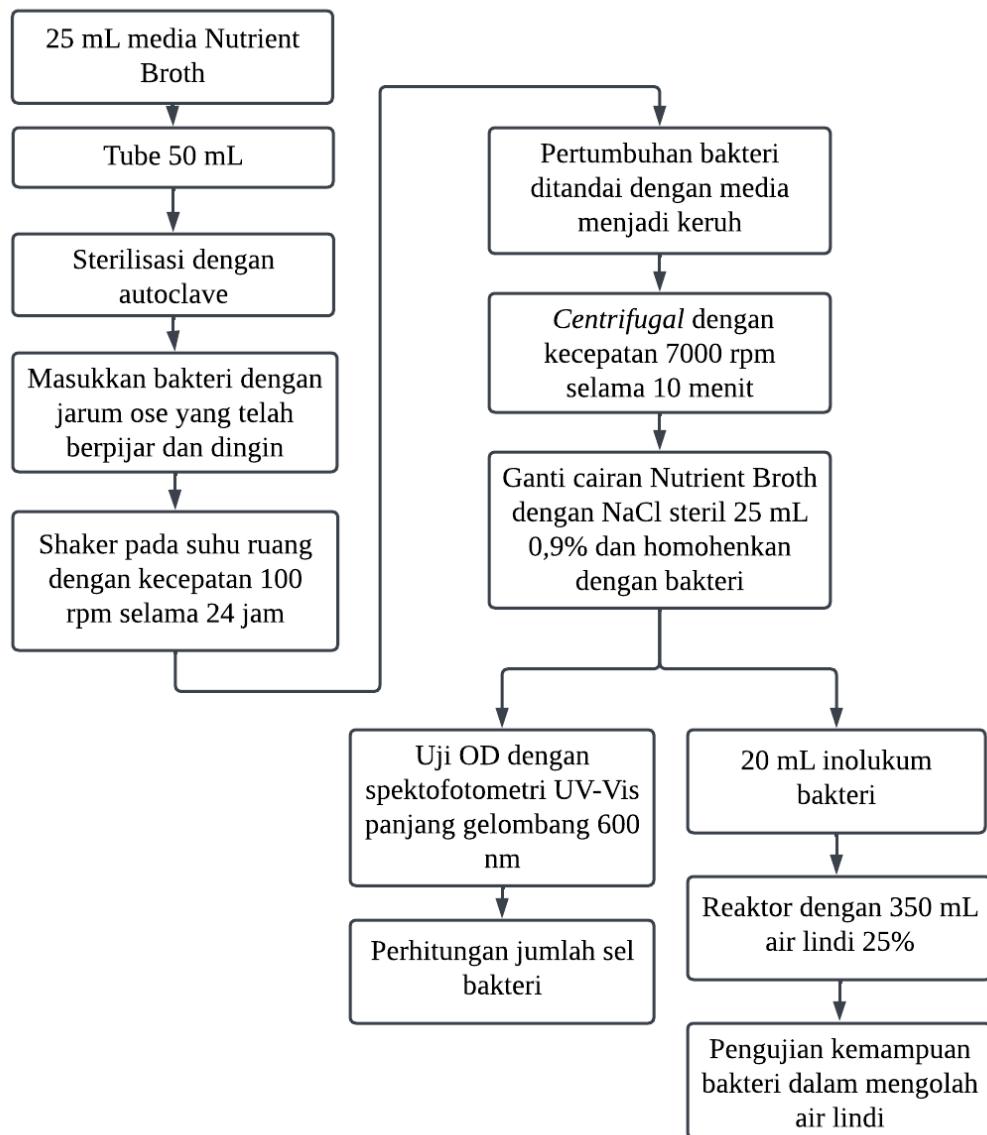 25 mL media Nutrient
Broth
Tube 50 mL
Sterilisasi dengan
autoclave
Masukkan bakteri dengan
jarum ose yang telah
berpijar dan dingin
Shaker pada suhu ruang
dengan kecepatan 100
rpm selama 24 jam
Pertumbuhan bakteri
ditandai dengan media
menjadi keruh
Centrifugal dengan
kecepatan 7000 rpm
selama 10 menit
Ganti cairan Nutrient Broth
dengan NaCl steril 25 mL
0,9% dan homohenkan
dengan bakteri
Uji OD dengan
spektofotometri UV-Vis
panjang gelombang 600
nm
Perhitungan jumlah sel
bakteri
20 mL inolukum
bakteri
Reaktor dengan 350 mL
air lindi 25%
Pengujian kemampuan
bakteri dalam mengolah
air lindi